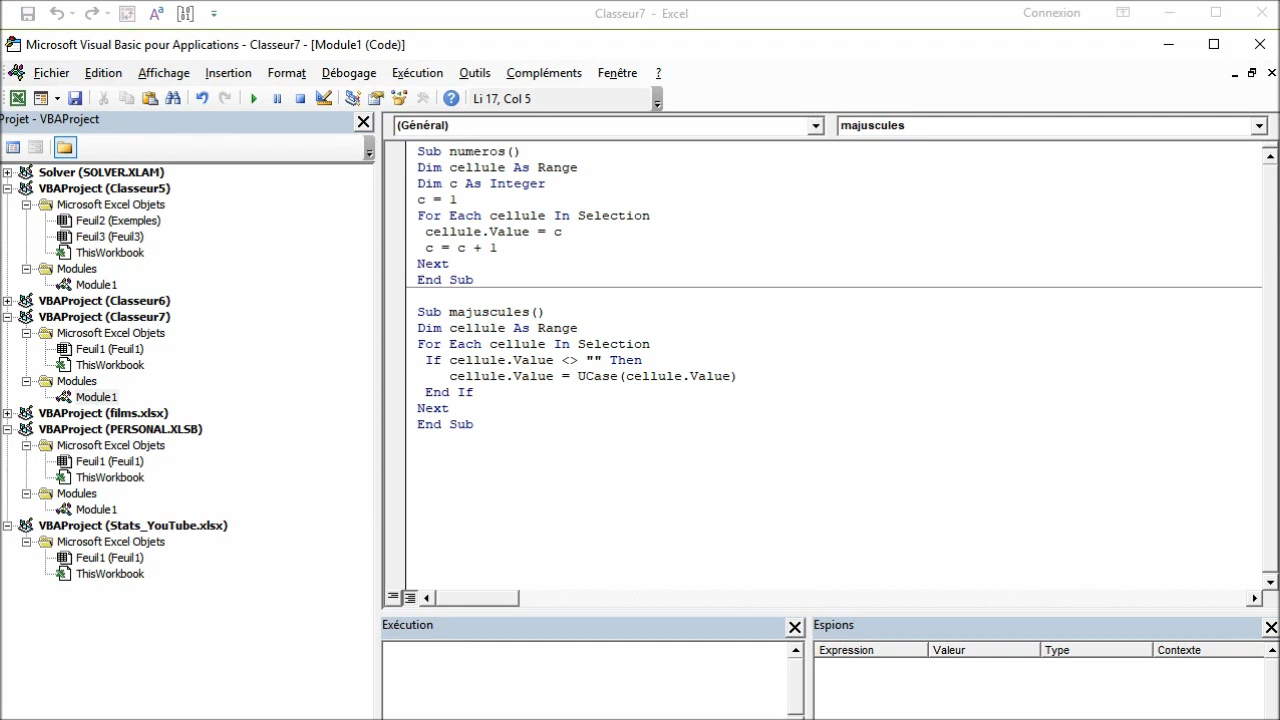 Classeur7 - Excel
Connexion
Microsoft Visual Basic pour Applications - Classeur7 - [Module1 (Code)]
Fichier Edition Affichage Insertion Format Débogage Exécution Outils Compléments Fenêtre ?
Li 17, Col 5
Projet - VBAProject
(Général)
majuscules
Solver (SOLVER.XLAM)
VBAProject (Classeur5)
Microsoft Excel Objets
Feuil2 (Exemples)
Feuil3 (Feuil3)
ThisWorkbook
Modules
Module1
VBAProject (Classeur6)
VBAProject (Classeur7)
Microsoft Excel Objets
Feuil1 (Feuil1)
ThisWorkbook
Modules
Module1
VBAProject (films.xlsx)
VBAProject (PERSONAL.XLSB)
Microsoft Excel Objets
Feuil1 (Feuil1)
ThisWorkbook
Modules
Module1
VBAProject (Stats_YouTube.xlsx)
Microsoft Excel Objets
Feuil1 (Feuil1)
ThisWorkbook
Sub numeros()
Dim cellule As Range
Dim c As Integer
c = 1
For Each cellule In Selection
cellule.Value = c
c = c + 1
Next
End Sub
Sub majuscules()
Dim cellule As Range
For Each cellule In Selection
If cellule.Value <> "" Then
cellule.Value = UCase(cellule.Value)
End If
Next
End Sub
Exécution
Espions
Expression Valeur Type Contexte